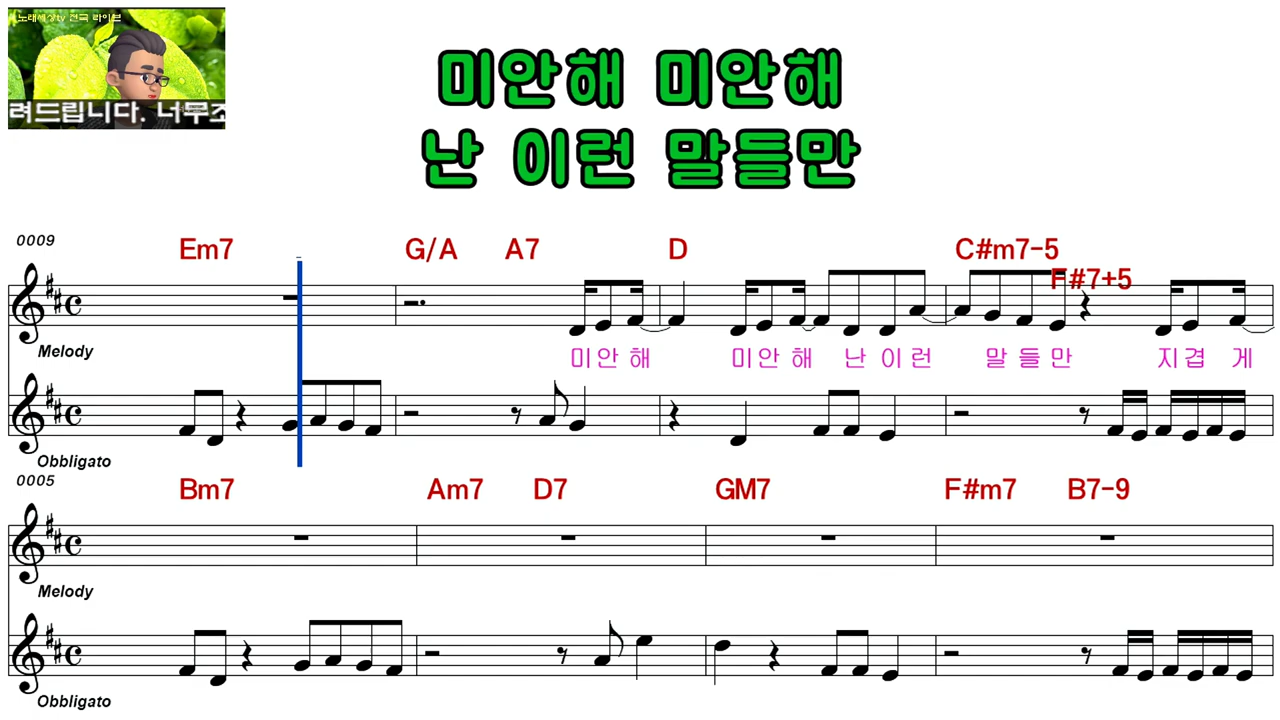 노래세상tv 전국 라이브
려드립니다. 너무조
미안해 미안해
난 이런 말들만
0009
Em7 G/A A7 D C#m7-5 F#7+5
Melody
미안해 미안해 난 이런 말들만 지겹게
Obbligato
0005
Bm7 Am7 D7 GM7 F#m7 B7-9
Melody
Obbligato